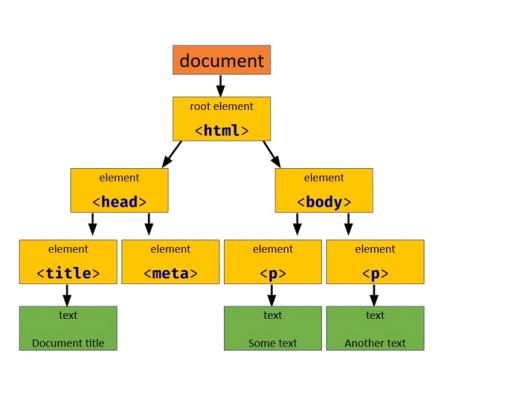 document
root element
<html>
element
<head>
element
<body>
element
<title>
element
<meta>
element
<p>
element
<p>
text
Document title
text
Some text
text
Another text